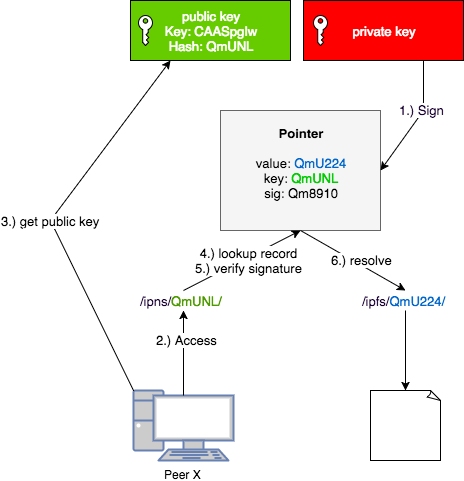 public key
Key: CAASpglw
Hash: QmUNL
private key
1.) Sign
Pointer
value: QmU224
key: QmUNL
sig: Qm8910
3.) get public key
4.) lookup record
5.) verify signature
6.) resolve
/ipns/QmUNL/
/ipfs/QmU224/
2.) Access
Peer X